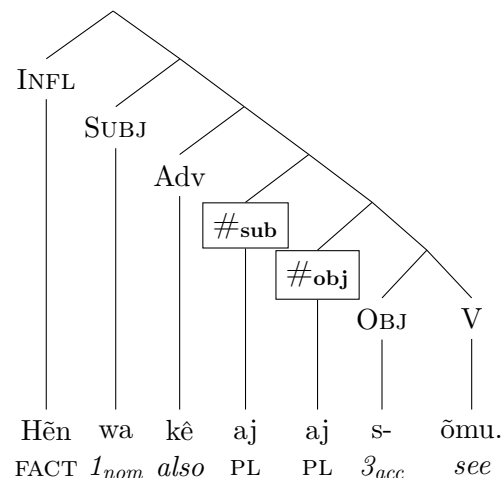 INFL
SUBJ
Adv
#sub
#obj
OBJ V
Hẽn wa kê aj aj s- õmu.
FACT 1nom also PL PL 3acc see